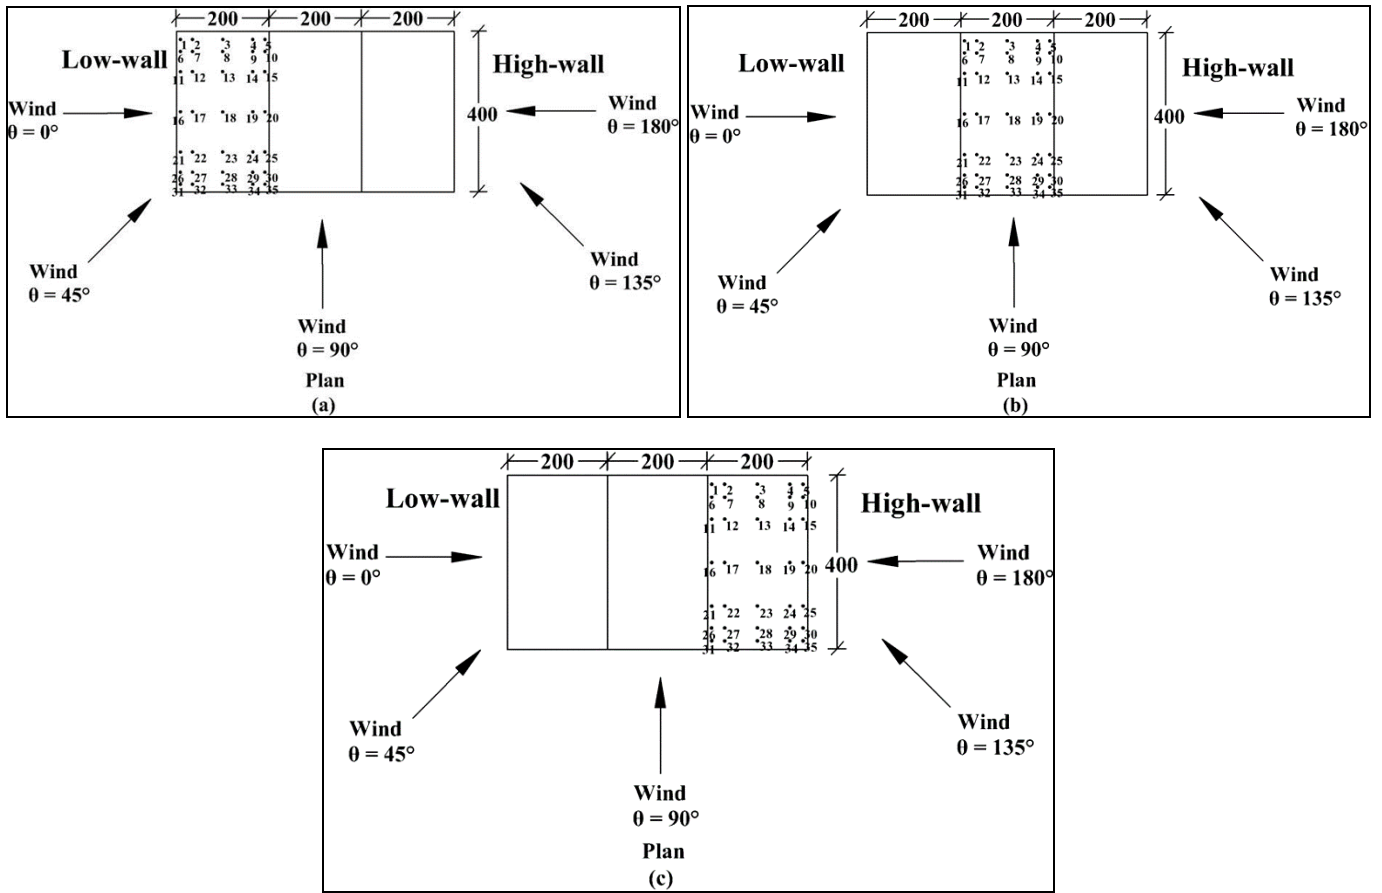 200 200 200
Low-wall
High-wall
1 2 3 4 5
6 7 8 9 10
11 12 13 14 15
16 17 18 19 20
21 22 23 24 25
26 27 28 29 30
31 32 33 34 35
400
Wind
θ = 0°
Wind
θ = 180°
Wind
θ = 45°
Wind
θ = 135°
Wind
θ = 90°
Plan
(a)
200 200 200
Low-wall
High-wall
1 2 3 4 5
6 7 8 9 10
11 12 13 14 15
16 17 18 19 20
21 22 23 24 25
26 27 28 29 30
31 32 33 34 35
400
Wind
θ = 0°
Wind
θ = 180°
Wind
θ = 45°
Wind
θ = 135°
Wind
θ = 90°
Plan
(b)
200 200 200
Low-wall
High-wall
1 2 3 4 5
6 7 8 9 10
11 12 13 14 15
16 17 18 19 20
21 22 23 24 25
26 27 28 29 30
31 32 33 34 35
400
Wind
θ = 0°
Wind
θ = 180°
Wind
θ = 45°
Wind
θ = 135°
Wind
θ = 90°
Plan
(c)